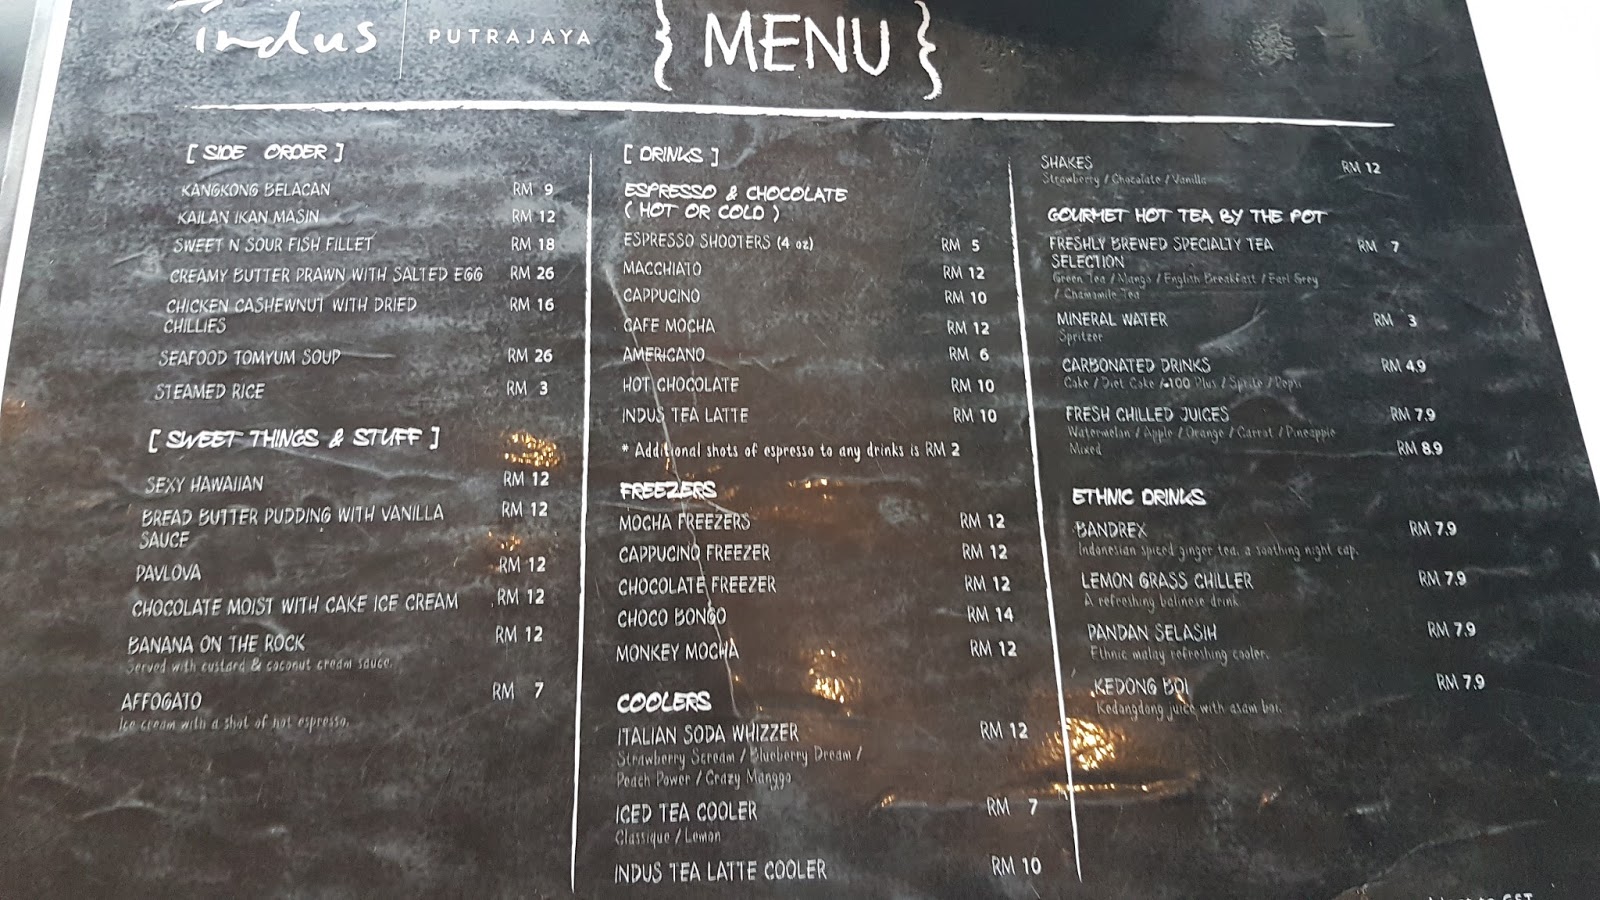 indus | PUTRAJAYA
{ MENU }
[ SIDE ORDER ]
KANGKONG BELACAN RM 9
KAILAN IKAN MASIN RM 12
SWEET N SOUR FISH FILLET RM 18
CREAMY BUTTER PRAWN WITH SALTED EGG RM 26
CHICKEN CASHEWNUT WITH DRIED RM 16
CHILLIES
SEAFOOD TOMYUM SOUP RM 26
STEAMED RICE RM 3
[ SWEET THINGS & STUFF ]
SEXY HAWAIIAN RM 12
BREAD BUTTER PUDDING WITH VANILLA RM 12
SAUCE
PAVLOVA RM 12
CHOCOLATE MOIST WITH CAKE ICE CREAM RM 12
BANANA ON THE ROCK RM 12
Served with custard & coconut cream sauce.
AFFOGATO RM 7
Ice cream with a shot of hot espresso.
[ DRINKS ]
ESPRESSO & CHOCOLATE
( HOT OR COLD )
ESPRESSO SHOOTERS (4 oz) RM 5
MACCHIATO RM 12
CAPPUCINO RM 10
CAFE MOCHA RM 12
AMERICANO RM 6
HOT CHOCOLATE RM 10
INDUS TEA LATTE RM 10
* Additional shots of espresso to any drinks is RM 2
FREEZERS
MOCHA FREEZERS RM 12
CAPPUCINO FREEZER RM 12
CHOCOLATE FREEZER RM 12
CHOCO BONGO RM 14
MONKEY MOCHA RM 12
COOLERS
ITALIAN SODA WHIZZER RM 12
Strawberry Scream / Blueberry Dream /
Peach Power / Crazy Manggo
ICED TEA COOLER RM 7
Classique / Lemon
INDUS TEA LATTE COOLER RM 10
SHAKES RM 12
Strawberry / Chocolate / Vanilla
GOURMET HOT TEA BY THE POT
FRESHLY BREWED SPECIALTY TEA RM 7
SELECTION
Green Tea / Mango / English Breakfast / Earl Grey
/ Chamomile Tea
MINERAL WATER RM 3
Spritzer
CARBONATED DRINKS RM 4.9
Coke / Diet Coke / 100 Plus / Sprite / Pepsi
FRESH CHILLED JUICES RM 7.9
Watermelon / Apple / Orange / Carrot / Pineapple
Mixed RM 8.9
ETHNIC DRINKS
BANDREX RM 7.9
Indonesian spiced ginger tea, a soothing night cap.
LEMON GRASS CHILLER RM 7.9
A refreshing balinese drink
PANDAN SELASIH RM 7.9
Ethnic malay refreshing cooler.
KEDONG BOI RM 7.9
Kedongdong juice with asam boi.
GST